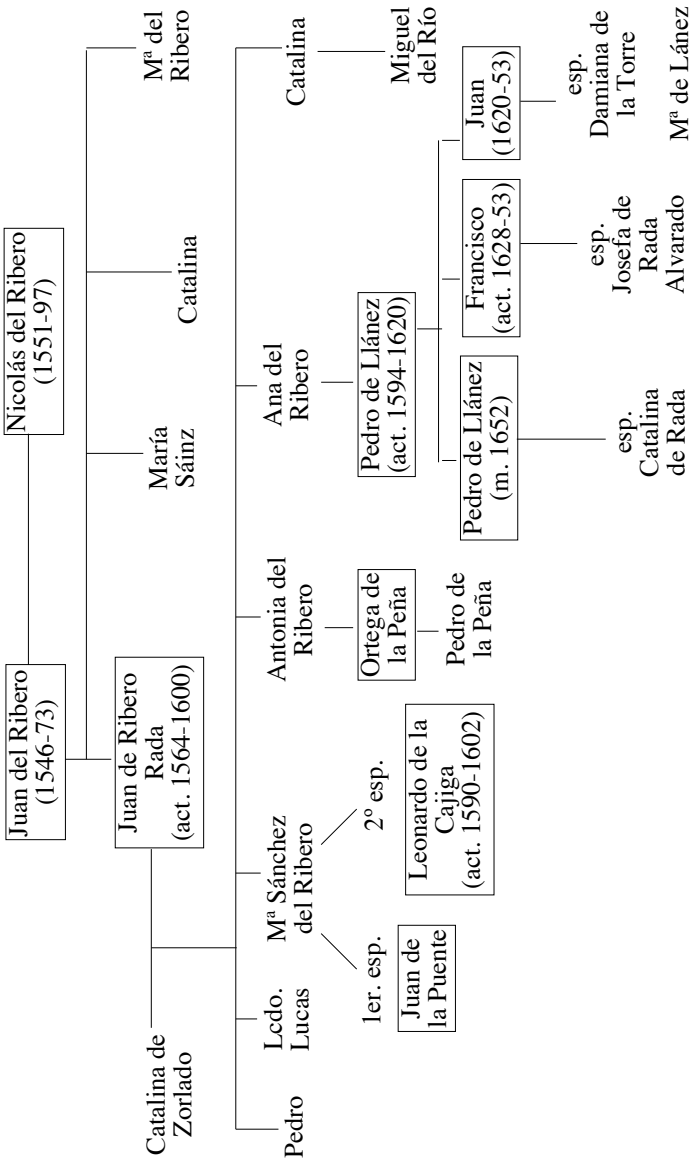 Juan del Ribero
(1546-73)
Nicolás del Ribero
(1551-97)
Catalina de
Zorlado
Juan de Ribero
Rada
(act. 1564-1600)
María
Sáinz
Catalina
Mª del
Ribero
Pedro
Lcdo.
Lucas
Mª Sánchez
del Ribero
Antonia del
Ribero
Ana del
Ribero
Catalina
1er. esp.
Juan de
la Puente
2º esp.
Leonardo de la
Cajiga
(act. 1590-1602)
Ortega de
la Peña
Pedro de
la Peña
Pedro de Llánez
(act. 1594-1620)
Miguel
del Río
Pedro de Llánez
(m. 1652)
Francisco
(act. 1628-53)
Juan
(1620-53)
esp.
Catalina
de Rada
esp.
Josefa de
Rada
Alvarado
esp.
Damiana de
la Torre
Mª de Lánez